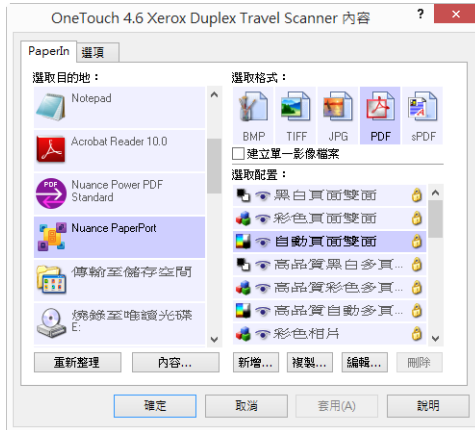 OneTouch 4.6 Xerox Duplex Travel Scanner 內容
PaperIn
選項
選取目的地：
Notepad
Acrobat Reader 10.0
PDF
Nuance Power PDF
Standard
Nuance PaperPort
傳輸至儲存空間
燒錄至唯讀光碟
E:
重新整理
內容...
選取格式：
BMP
TIFF
JPG
PDF
sPDF
建立單一影像檔案
選取配置：
黑白頁面雙面
彩色頁面雙面
自動頁面雙面
高品質黑白多頁...
高品質彩色多頁...
高品質自動多頁...
彩色相片
新增...
複製...
編輯...
刪除
確定
取消
套用(A)
說明